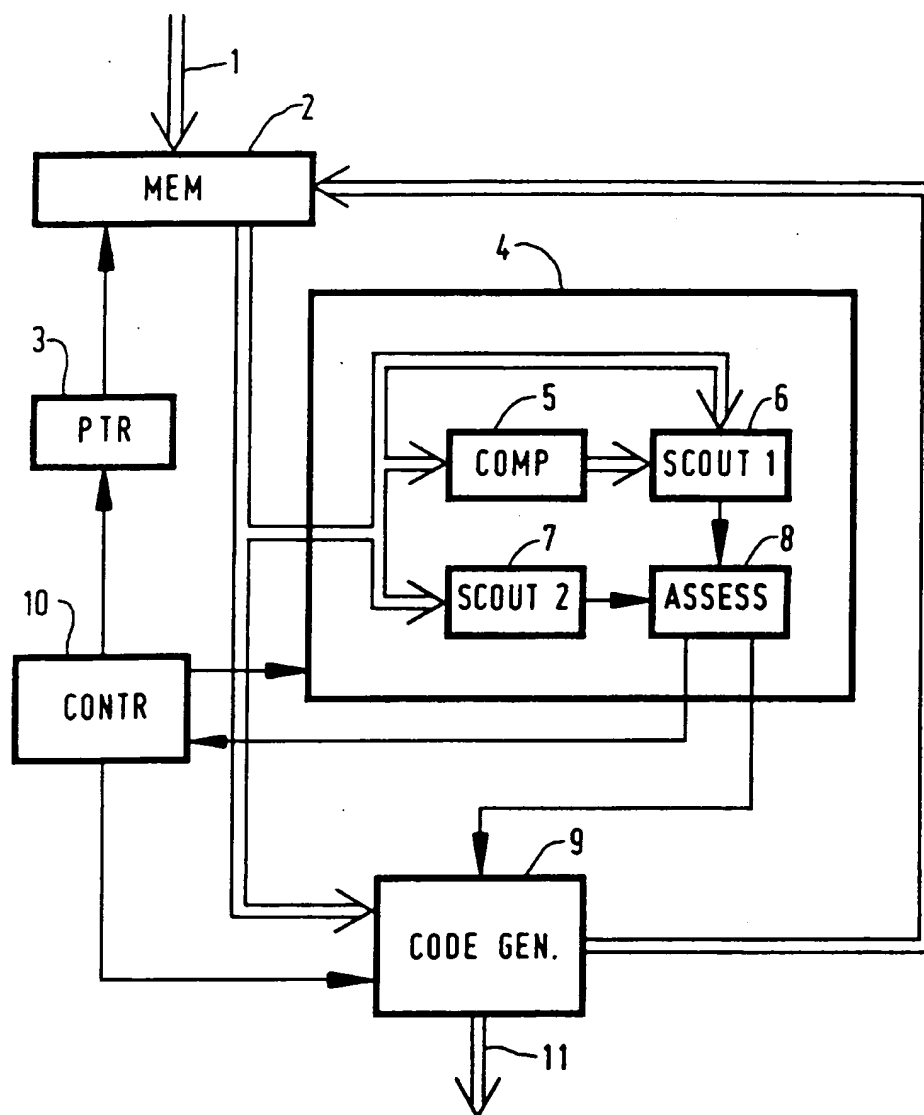 1
2
MEM
4
3
PTR
5
6
COMP
SCOUT 1
7
8
SCOUT 2
ASSESS
10
CONTR
9
CODE GEN.
11